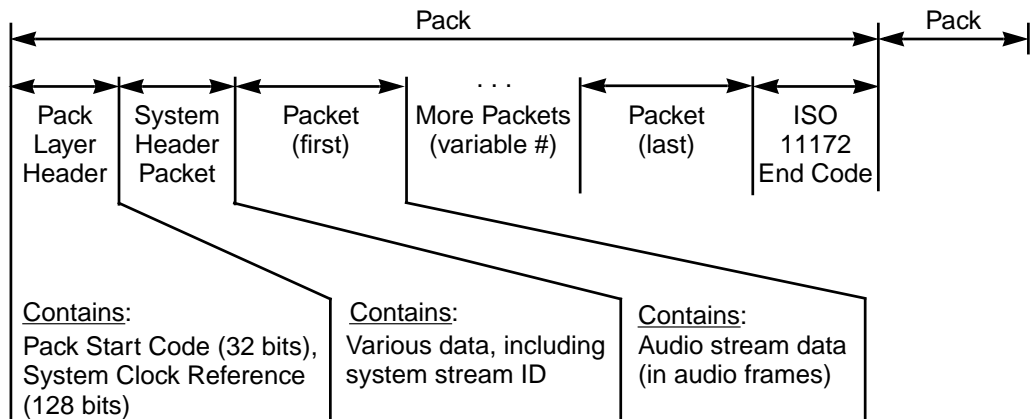 Pack
Pack
Pack
Layer
Header
System
Header
Packet
Packet
(first)
. . .
More Packets
(variable #)
Packet
(last)
ISO
11172
End Code
Contains:
Pack Start Code (32 bits),
System Clock Reference
(128 bits)
Contains:
Various data, including
system stream ID
Contains:
Audio stream data
(in audio frames)